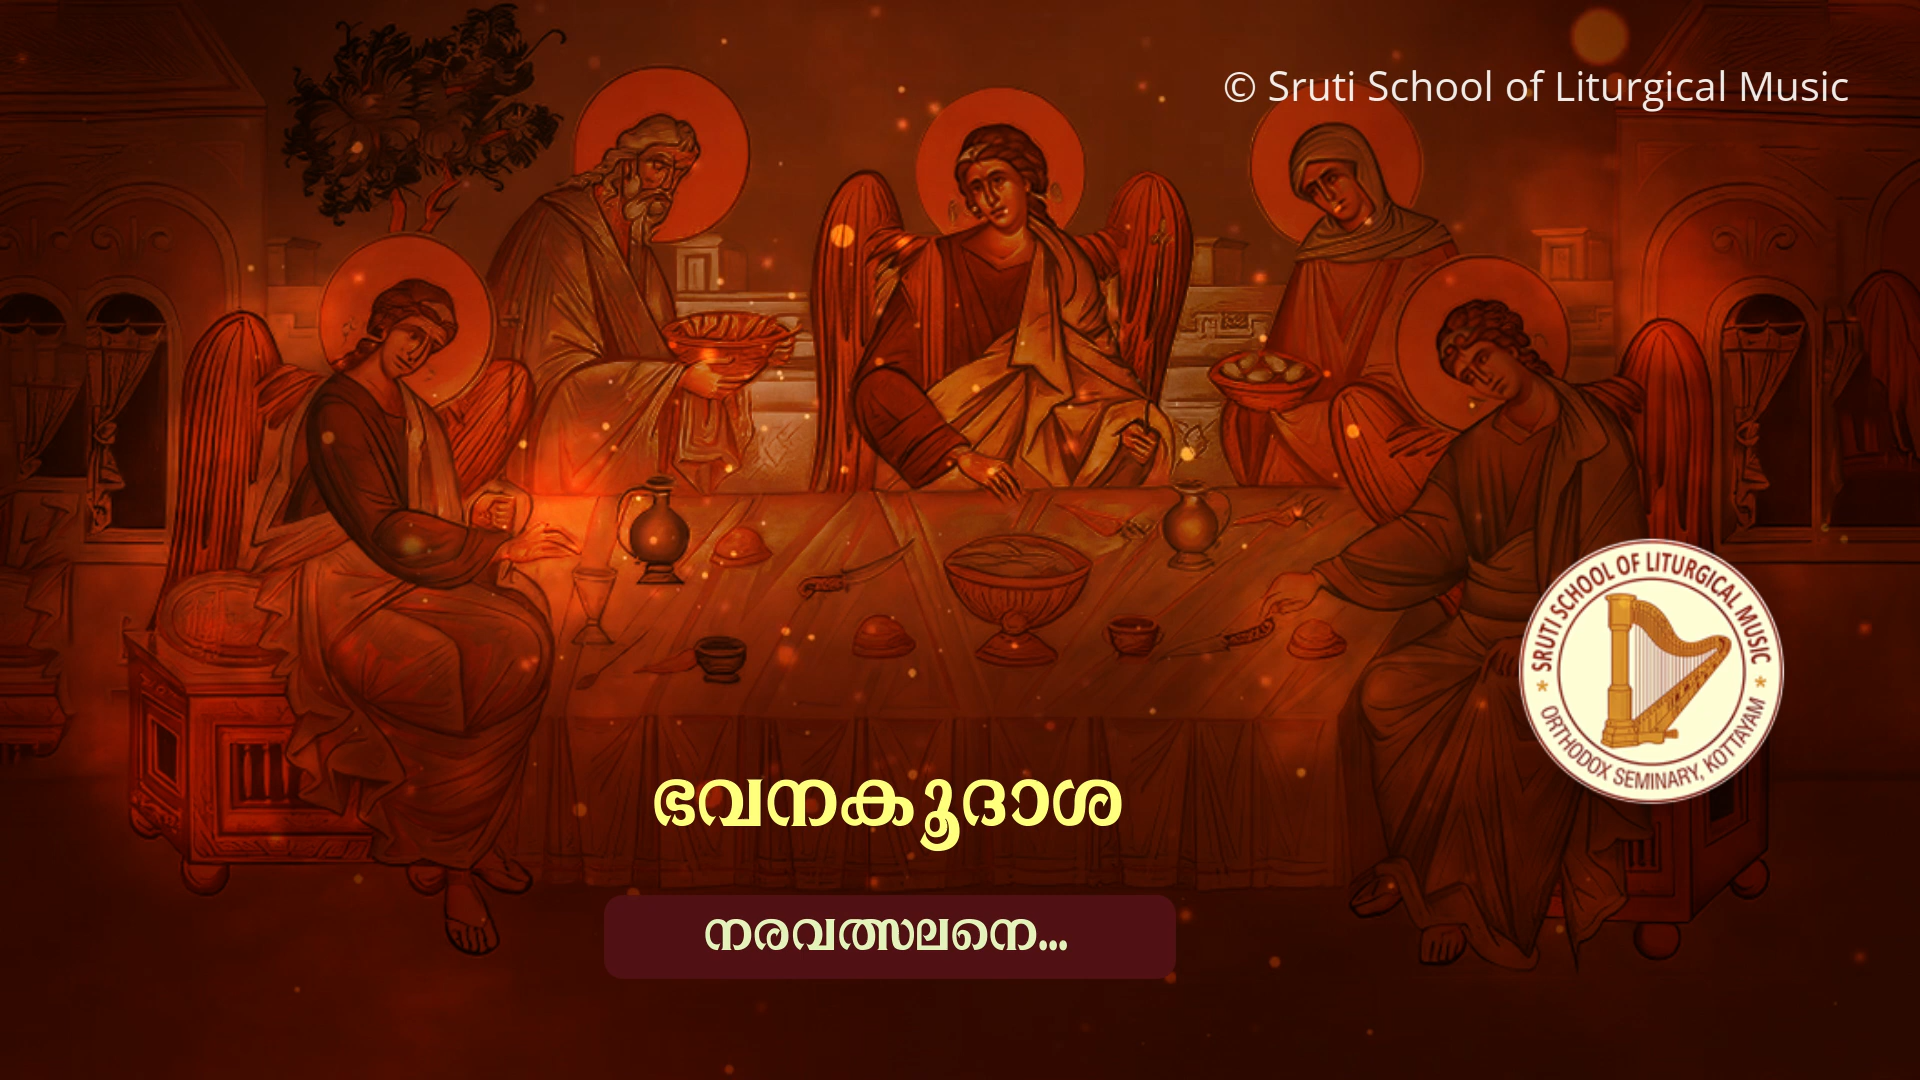 © Sruti School of Liturgical Music
SRUTI SCHOOL OF LITURGICAL MUSIC
* ORTHODOX SEMINARY, KOTTAYAM *
ഭവനകൂദാശ
നരവത്സലനെ...